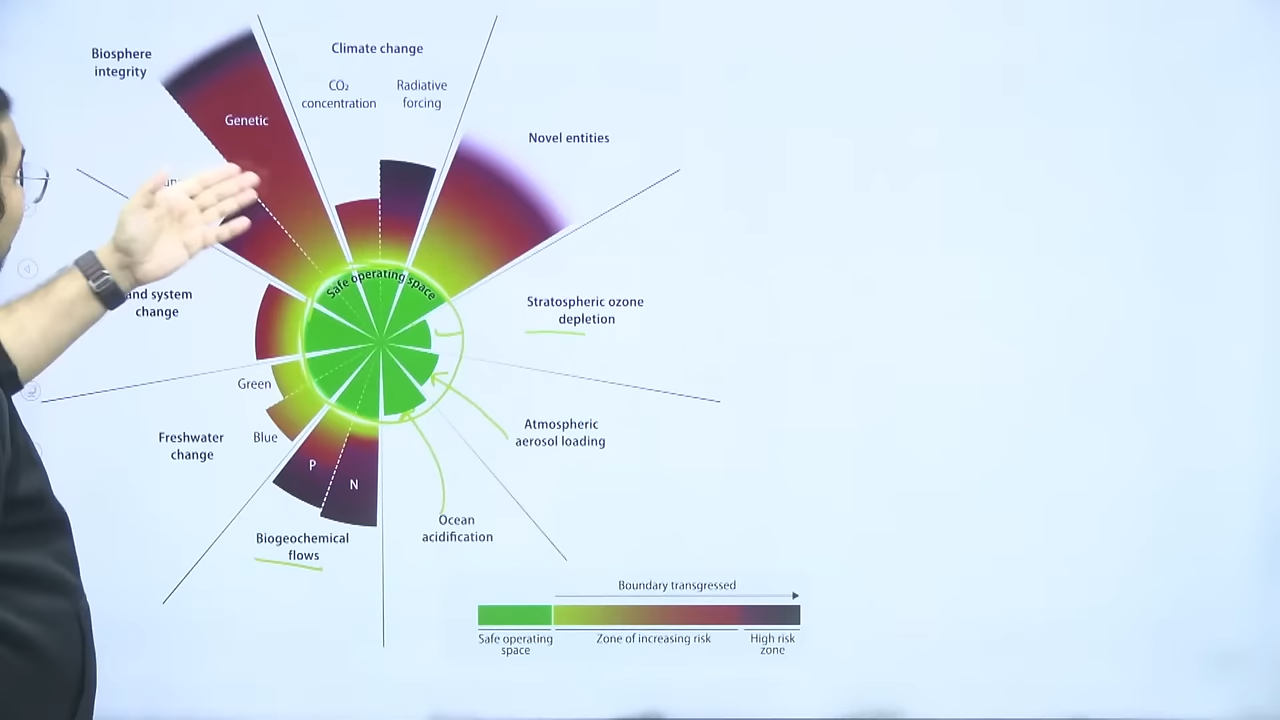 Biosphere
integrity
Climate change
CO₂
concentration
Radiative
forcing
Genetic
Novel entities
Safe operating space
system
change
Stratospheric ozone
depletion
Green
Blue
Freshwater
change
P
N
Atmospheric
aerosol loading
Ocean
acidification
Biogeochemical
flows
Boundary transgressed
Safe operating
space
Zone of increasing risk
High risk
zone